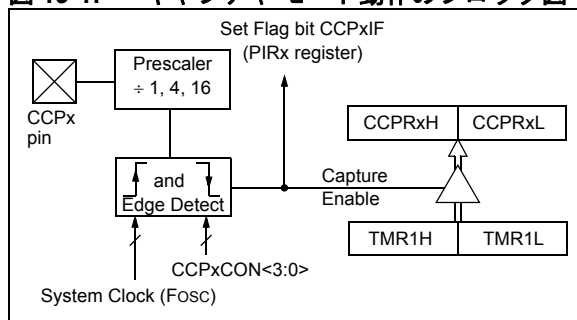 Set Flag bit CCPxIF
(PIRx register)
Prescaler
÷ 1, 4, 16
CCPx
pin
CCPRxH CCPRxL
and
Edge Detect
Capture
Enable
TMR1H TMR1L
CCPxCON<3:0>
System Clock (FOSC)